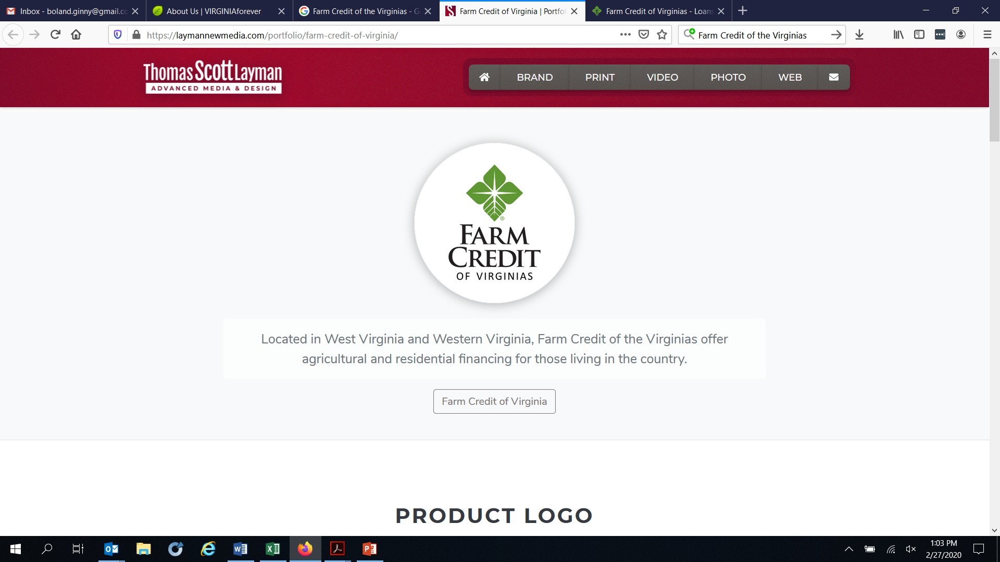 Inbox - boland.ginny@gmail.co
About Us | VIRGINIAforever
Farm Credit of the Virginias - G
Farm Credit of Virginia | Portfol
Farm Credit of Virginias - Loans
https://laymannewmedia.com/portfolio/farm-credit-of-virginia/
Farm Credit of the Virginias
Thomas Scott Layman
ADVANCED MEDIA & DESIGN
BRAND
PRINT
VIDEO
PHOTO
WEB
FARM
CREDIT
OF VIRGINIAS
Located in West Virginia and Western Virginia, Farm Credit of the Virginias offer
agricultural and residential financing for those living in the country.
Farm Credit of Virginia
PRODUCT LOGO
1:03 PM
2/27/2020